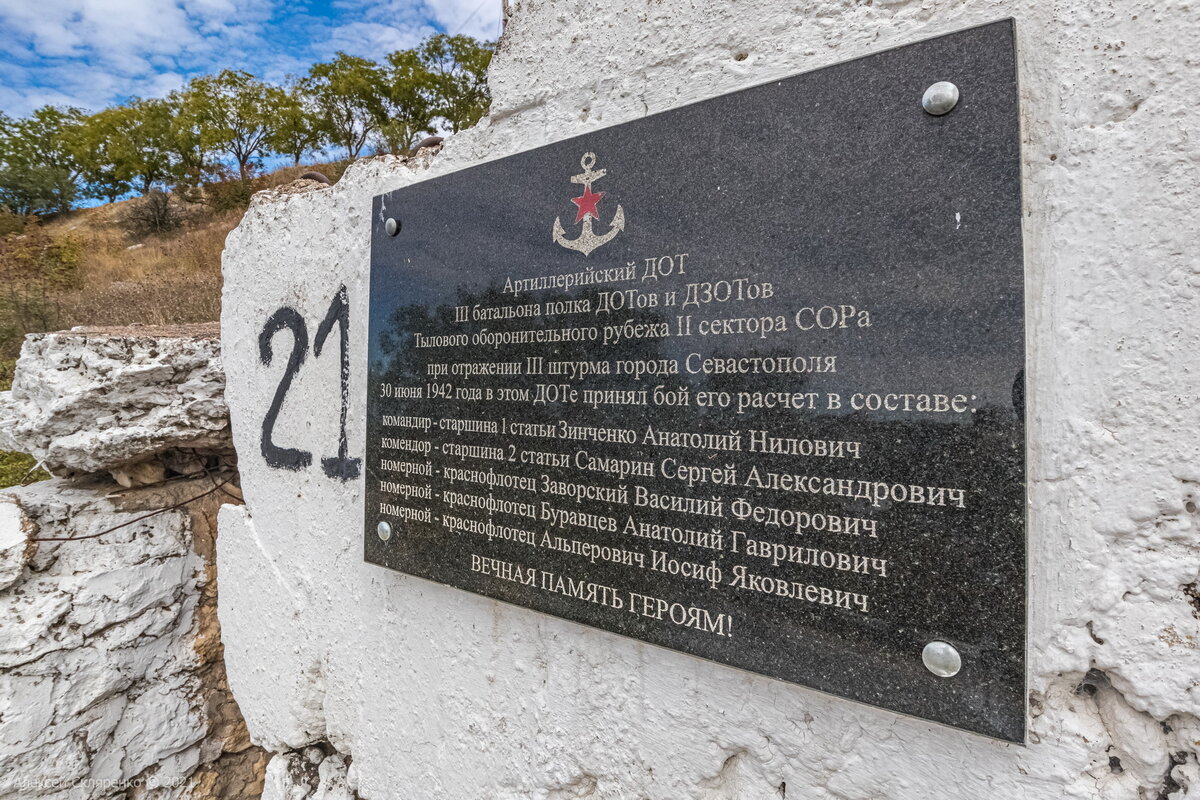 21
Артиллерийский ДОТ
III батальона полка ДОТов и ДЗОТов
Тылового оборонительного рубежа II сектора СОРа
при отражении III штурма города Севастополя
30 июня 1942 года в этом ДОТе принял бой его расчет в составе:
командир - старшина 1 статьи Зинченко Анатолий Нилович
комендор - старшина 2 статьи Самарин Сергей Александрович
номерной - краснофлотец Заворский Василий Федорович
номерной - краснофлотец Буравцев Анатолий Гаврилович
номерной - краснофлотец Альперович Иосиф Яковлевич
ВЕЧНАЯ ПАМЯТЬ ГЕРОЯМ!
Алексей Скляренко © 2021